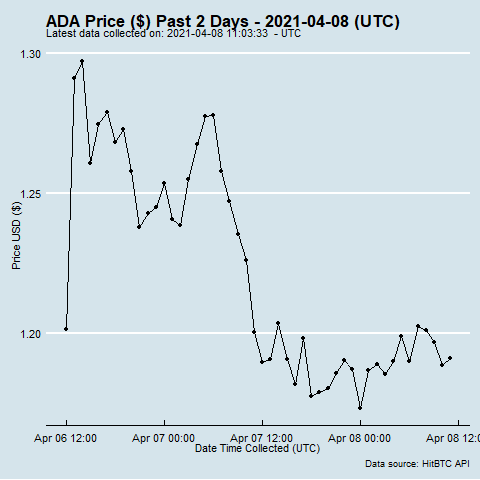 ADA Price ($) Past 2 Days - 2021-04-08 (UTC)
Latest data collected on: 2021-04-08 11:03:33 - UTC
1.30
1.25
1.20
Price USD ($)
Apr 06 12:00 Apr 07 00:00 Apr 07 12:00 Apr 08 00:00 Apr 08 12:
Date Time Collected (UTC)
Data source: HitBTC API